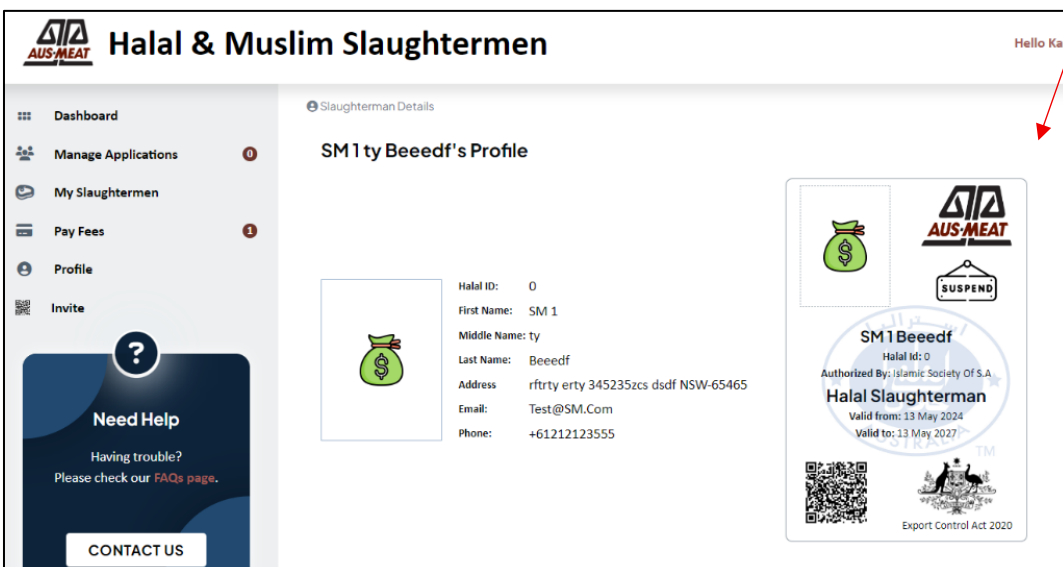 AUS-MEAT
Halal & Muslim Slaughtermen
Hello Ka
Dashboard
Manage Applications 0
My Slaughtermen
Pay Fees 1
Profile
Invite
?
Need Help
Having trouble?
Please check our FAQs page.
CONTACT US
Slaughterman Details
SM 1 ty Beeedf's Profile
Halal ID: 0
First Name: SM 1
Middle Name: ty
Last Name: Beeedf
Address rftrty erty 345235zcs dsdf NSW-65465
Email: Test@SM.Com
Phone: +61212123555
AUS-MEAT
SUSPEND
SM 1 Beeedf
Halal Id: 0
Authorized By: Islamic Society Of S.A
Halal Slaughterman
Valid from: 13 May 2024
Valid to: 13 May 2027
TM
Export Control Act 2020